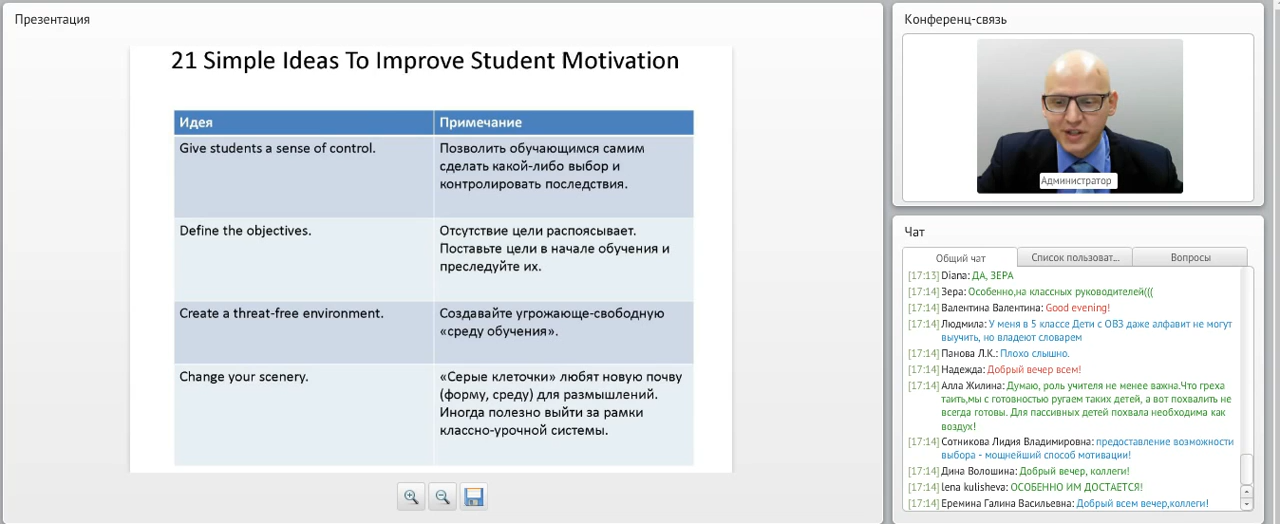 Презентация
21 Simple Ideas To Improve Student Motivation
Идея
Примечание
Give students a sense of control.
Позволить обучающимся самим
сделать какой-либо выбор и
контролировать последствия.
Define the objectives.
Отсутствие цели распоясывает.
Поставьте цели в начале обучения и
преследуйте их.
Create a threat-free environment.
Создавайте угрожающе-свободную
«среду обучения».
Change your scenery.
«Серые клеточки» любят новую почву
(форму, среду) для размышлений.
Иногда полезно выйти за рамки
классно-урочной системы.
Конференц-связь
Администратор
Чат
Общий чат
Список пользоват...
Вопросы
[17:13] Diana: ДА, ЗЕРА
[17:14] Зера: Особенно,на классных руководителей(((
[17:14] Валентина Валентина: Good evening!
[17:14] Людмила: У меня в 5 классе Дети с ОВЗ даже алфавит не могут
выучить, но владеют словарем
[17:14] Панова Л.К.: Плохо слышно.
[17:14] Надежда: Добрый вечер всем!
[17:14] Алла Жилина: Думаю, роль учителя не менее важна.Что греха
таить,мы с готовностью ругаем таких детей, а вот похвалить не
всегда готовы. Для пассивных детей похвала необходима как
воздух!
[17:14] Сотникова Лидия Владимировна: предоставление возможности
выбора - мощнейший способ мотивации!
[17:14] Дина Волошина: Добрый вечер, коллеги!
[17:14] lena kulisheva: ОСОБЕННО ИМ ДОСТАЕТСЯ!
[17:14] Еремина Галина Васильевна: Добрый всем вечер,коллеги!